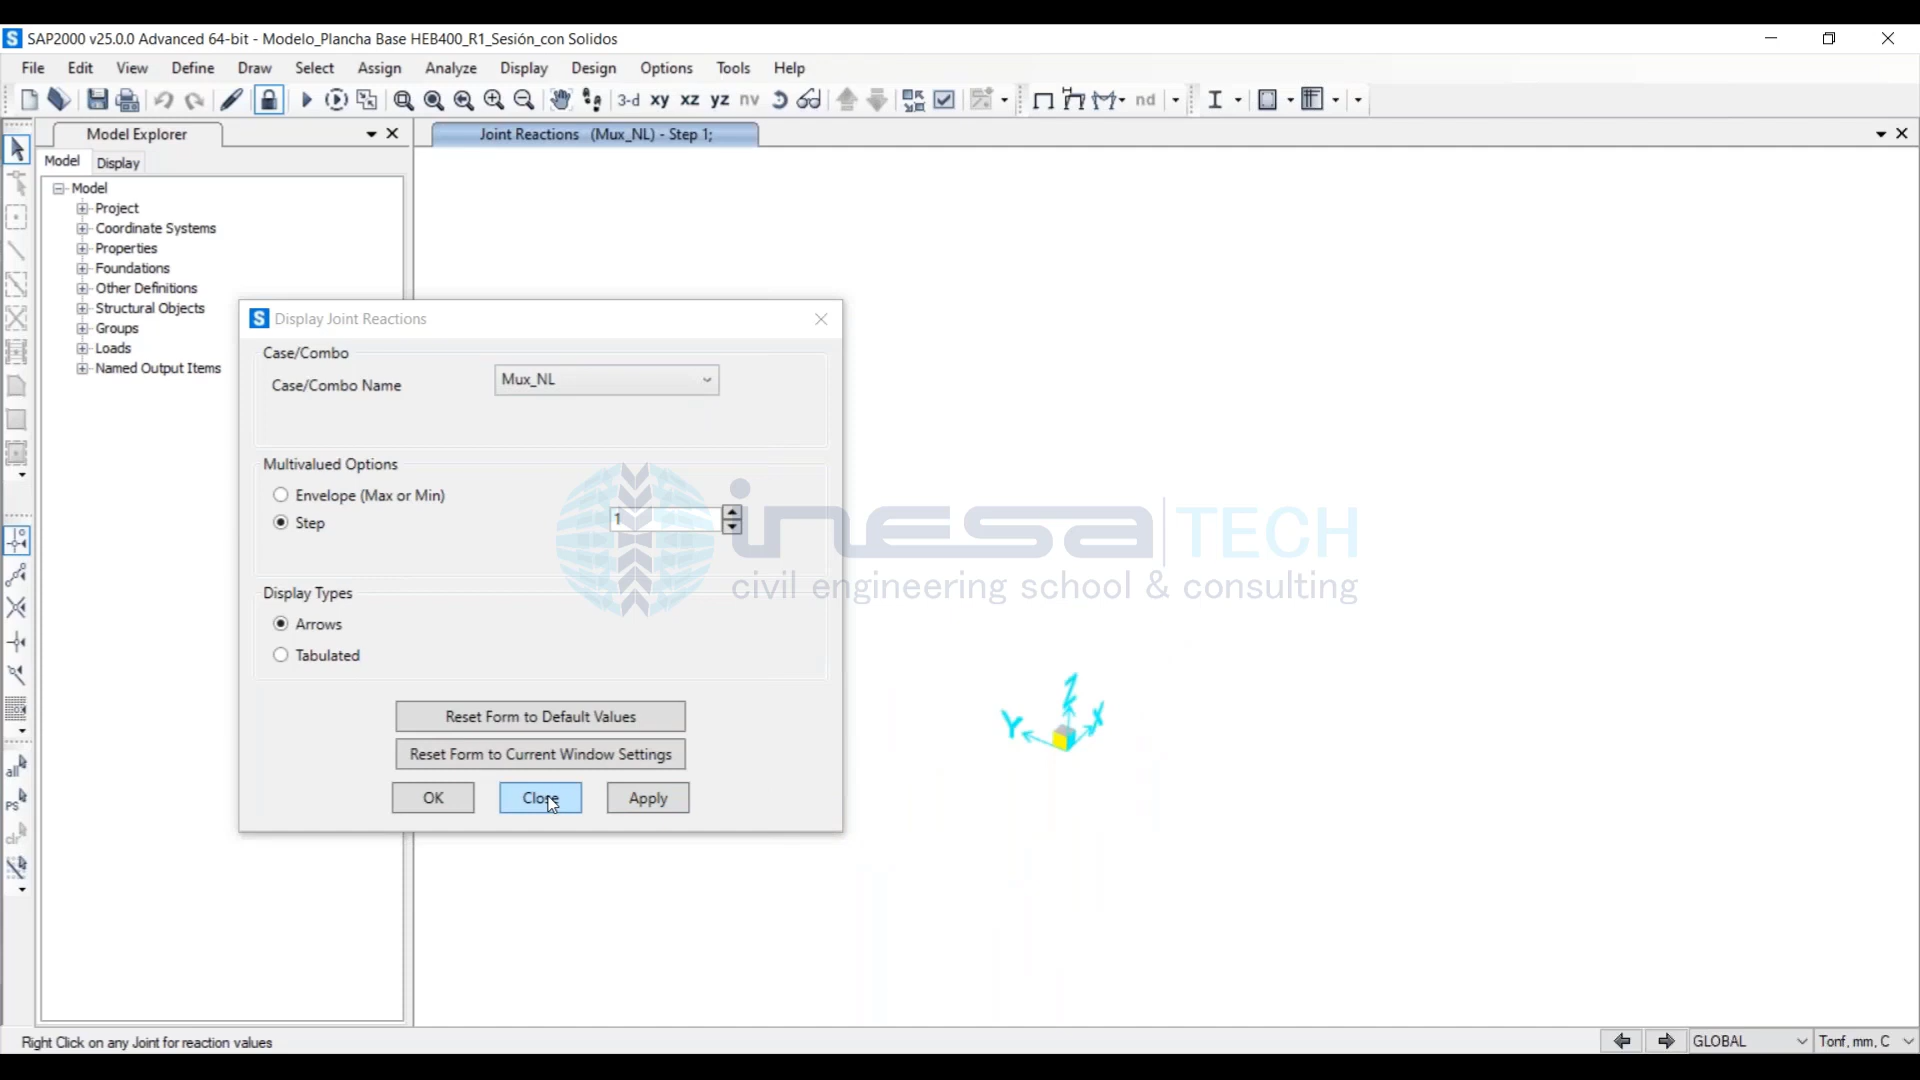 SAP2000 v25.0.0 Advanced 64-bit - Modelo_Plancha Base HEB400_R1_Sesión_con Solidos
File Edit View Define Draw Select Assign Analyze Display Design Options Tools Help
3-d xy xz yz nv nd
Model Explorer
Joint Reactions (Mux_NL) - Step 1;
Model Display
Model
Project
Coordinate Systems
Properties
Foundations
Other Definitions
Structural Objects
Groups
Loads
Named Output Items
Display Joint Reactions
Case/Combo
Case/Combo Name Mux_NL
Multivalued Options
Envelope (Max or Min)
Step 1
Display Types
Arrows
Tabulated
Reset Form to Default Values
Reset Form to Current Window Settings
OK Close Apply
inesa TECH
civil engineering school & consulting
Z
Y X
all
PS
clr
Right Click on any Joint for reaction values
GLOBAL Tonf, mm, C